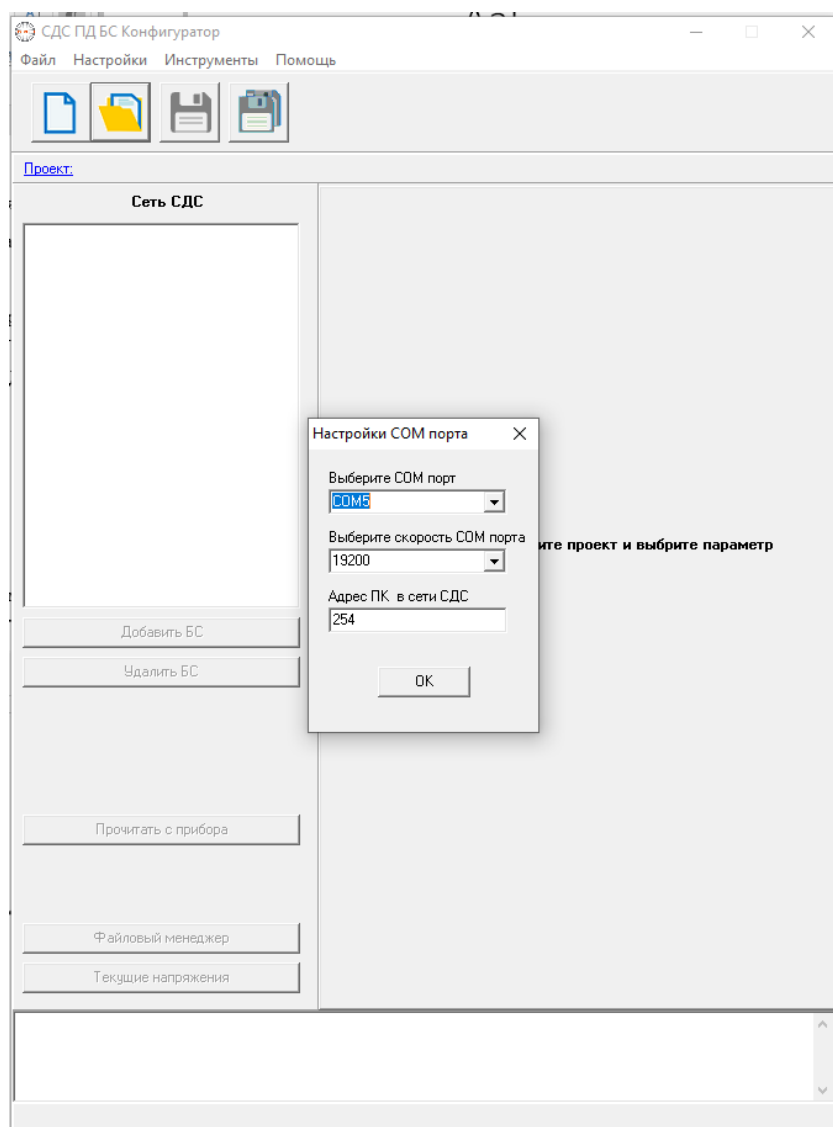 СДС ПД БС Конфигуратор
Файл Настройки Инструменты Помощь
Проект:
Сеть СДС
Добавить БС
Удалить БС
Прочитать с прибора
Файловый менеджер
Текущие напряжения
ите проект и выбрите параметр
Настройки COM порта
Выберите COM порт
COM5
Выберите скорость COM порта
19200
Адрес ПК в сети СДС
254
OK